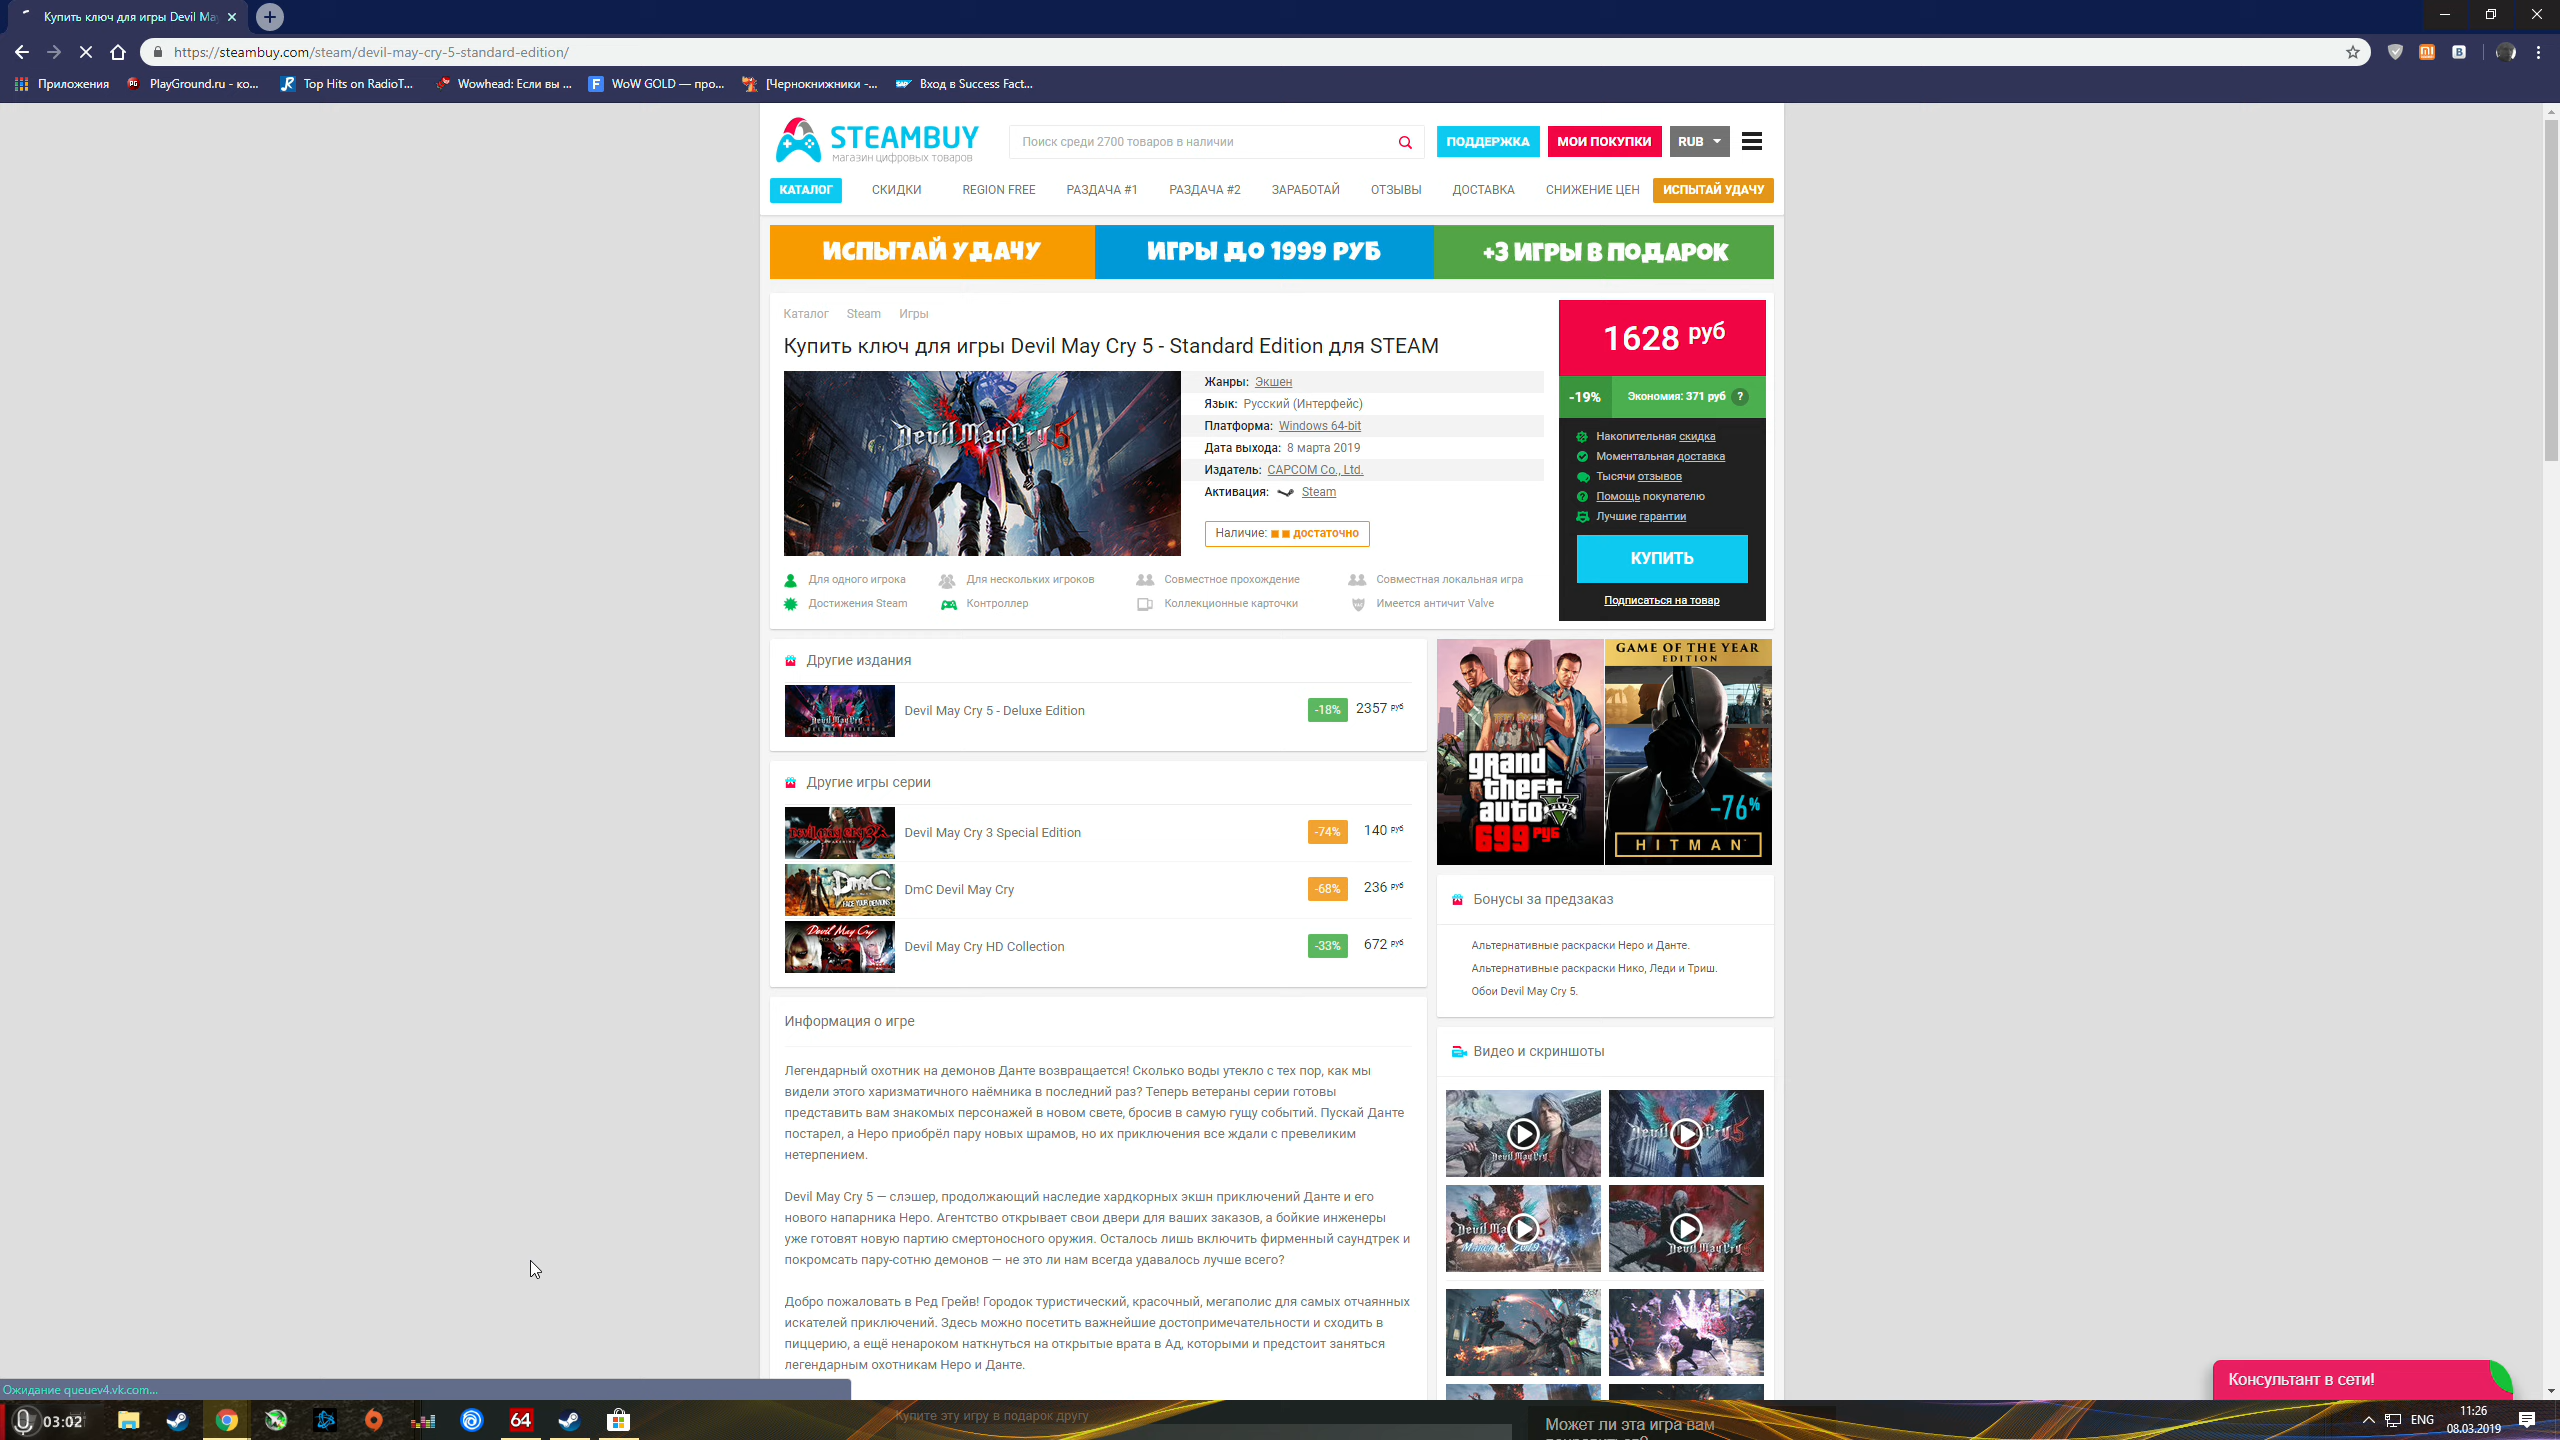 Купить ключ для игры Devil Ma
https://steambuy.com/steam/devil-may-cry-5-standard-edition/
Приложения
PlayGround.ru - ко...
Top Hits on RadioT...
Wowhead: Если вы ...
WoW GOLD — про...
[Чернокнижники -...
Вход в Success Fact...
STEAMBUY
магазин цифровых товаров
Поиск среди 2700 товаров в наличии
ПОДДЕРЖКА
МОИ ПОКУПКИ
RUB
КАТАЛОГ
СКИДКИ
REGION FREE
РАЗДАЧА #1
РАЗДАЧА #2
ЗАРАБОТАЙ
ОТЗЫВЫ
ДОСТАВКА
СНИЖЕНИЕ ЦЕН
ИСПЫТАЙ УДАЧУ
ИСПЫТАЙ УДАЧУ
ИГРЫ ДО 1999 РУБ
+3 ИГРЫ В ПОДАРОК
Каталог Steam Игры
Купить ключ для игры Devil May Cry 5 - Standard Edition для STEAM
Devil May Cry 5
Жанры: Экшен
Язык: Русский (Интерфейс)
Платформа: Windows 64-bit
Дата выхода: 8 марта 2019
Издатель: CAPCOM Co., Ltd.
Активация: Steam
Наличие: достаточно
Для одного игрока
Для нескольких игроков
Совместное прохождение
Совместная локальная игра
Достижения Steam
Контроллер
Коллекционные карточки
Имеется античит Valve
1628 руб
-19%
Экономия: 371 руб ?
Накопительная скидка
Моментальная доставка
Тысячи отзывов
Помощь покупателю
Лучшие гарантии
КУПИТЬ
Подписаться на товар
Другие издания
Devil May Cry 5 - Deluxe Edition
-18%
2357 руб
Другие игры серии
Devil May Cry 3 Special Edition
-74%
140 руб
DmC Devil May Cry
-68%
236 руб
Devil May Cry HD Collection
-33%
672 руб
grand
theft
auto
FIVE
699 РУБ
GAME OF THE YEAR
EDITION
-76%
HITMAN
Бонусы за предзаказ
Альтернативные раскраски Неро и Данте.
Альтернативные раскраски Нико, Леди и Триш.
Обои Devil May Cry 5.
Видео и скриншоты
Информация о игре
Легендарный охотник на демонов Данте возвращается! Сколько воды утекло с тех пор, как мы
видели этого харизматичного наёмника в последний раз? Теперь ветераны серии готовы
представить вам знакомых персонажей в новом свете, бросив в самую гущу событий. Пускай Данте
постарел, а Неро приобрёл пару новых шрамов, но их приключения все ждали с превеликим
нетерпением.
Devil May Cry 5 — слэшер, продолжающий наследие хардкорных экшн приключений Данте и его
нового напарника Неро. Агентство открывает свои двери для ваших заказов, а бойкие инженеры
уже готовят новую партию смертоносного оружия. Осталось лишь включить фирменный саундтрек и
покромсать пару-сотню демонов — не это ли нам всегда удавалось лучше всего?
Добро пожаловать в Ред Грейв! Городок туристический, красочный, мегаполис для самых отчаянных
искателей приключений. Здесь можно посетить важнейшие достопримечательности и сходить в
пиццерию, а ещё ненароком наткнуться на открытые врата в Ад, которыми и предстоит заняться
легендарным охотникам Неро и Данте.
Консультант в сети!
Ожидание queuev4.vk.com...
03:02
64
Купите эту игру в подарок другу
Может ли эта игра вам
ENG
11:26
08.03.2019